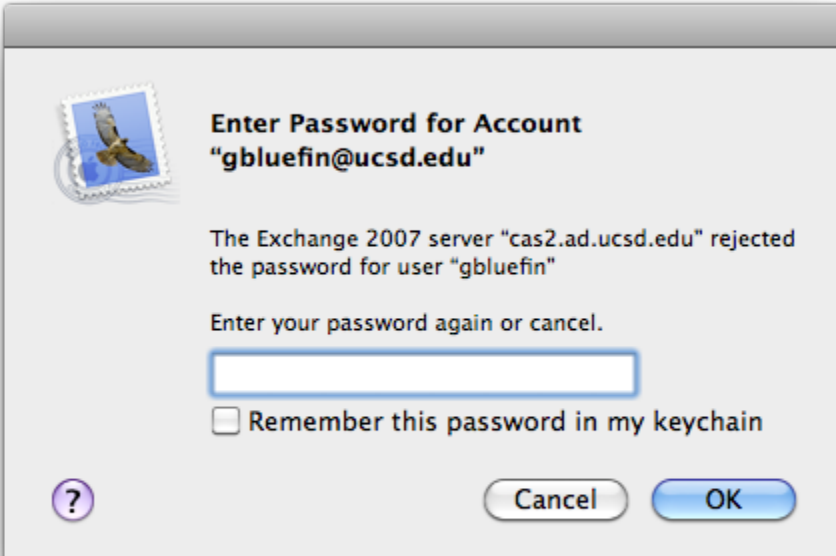 Enter Password for Account
“gbluefin@ucsd.edu”
The Exchange 2007 server “cas2.ad.ucsd.edu” rejected
the password for user “gbluefin”
Enter your password again or cancel.
Remember this password in my keychain
?
Cancel
OK